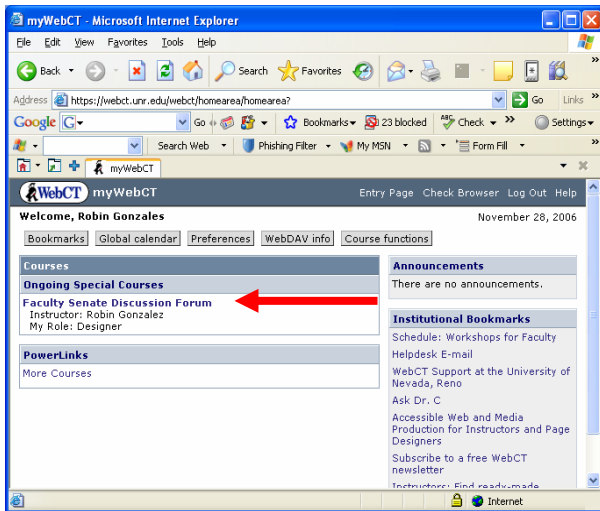 myWebCT - Microsoft Internet Explorer
File Edit View Favorites Tools Help
Back Search Favorites
Address https://webct.unr.edu/webct/homearea/homearea? Go Links
Google G Go Bookmarks 23 blocked Check Settings
Search Web Phishing Filter My MSN Form Fill
myWebCT
WebCT myWebCT Entry Page Check Browser Log Out Help
Welcome, Robin Gonzales November 28, 2006
Bookmarks Global calendar Preferences WebDAV info Course functions
Courses
Ongoing Special Courses
Faculty Senate Discussion Forum
Instructor: Robin Gonzalez
My Role: Designer
PowerLinks
More Courses
Announcements
There are no announcements.
Institutional Bookmarks
Schedule: Workshops for Faculty
Helpdesk E-mail
WebCT Support at the University of
Nevada, Reno
Ask Dr. C
Accessible Web and Media
Production for Instructors and Page
Designers
Subscribe to a free WebCT
newsletter
Instructors: Find ready-made
Internet